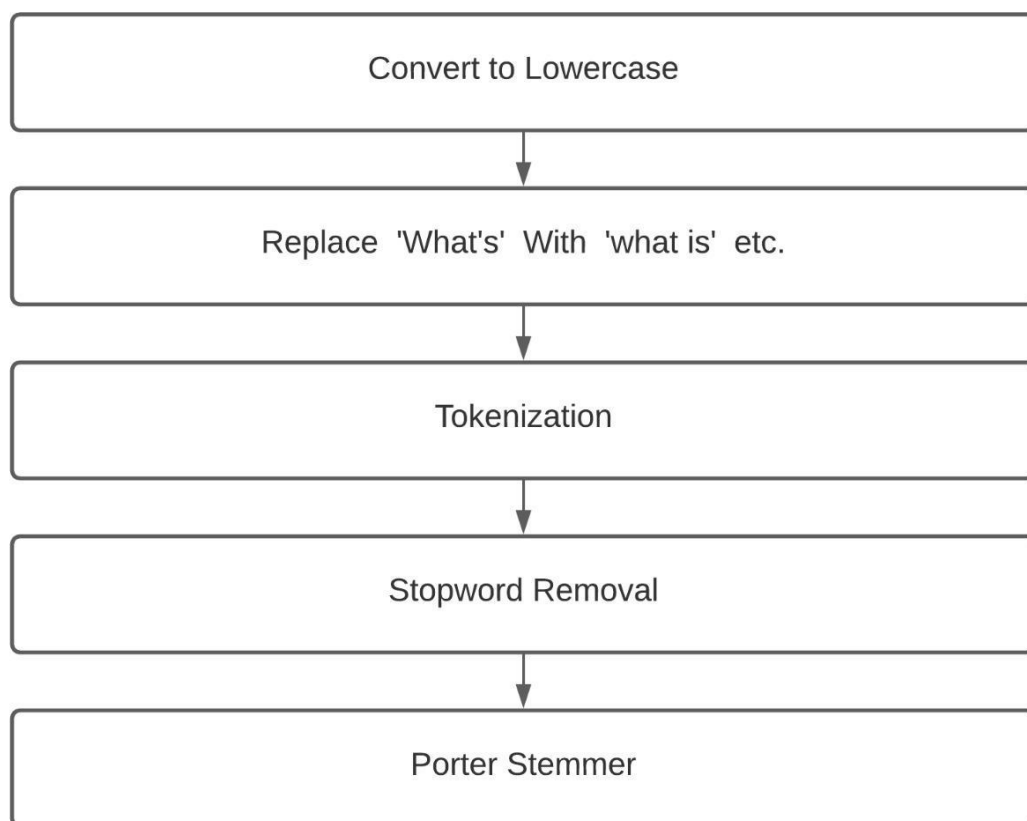 Convert to Lowercase
Replace 'What's' With 'what is' etc.
Tokenization
Stopword Removal
Porter Stemmer